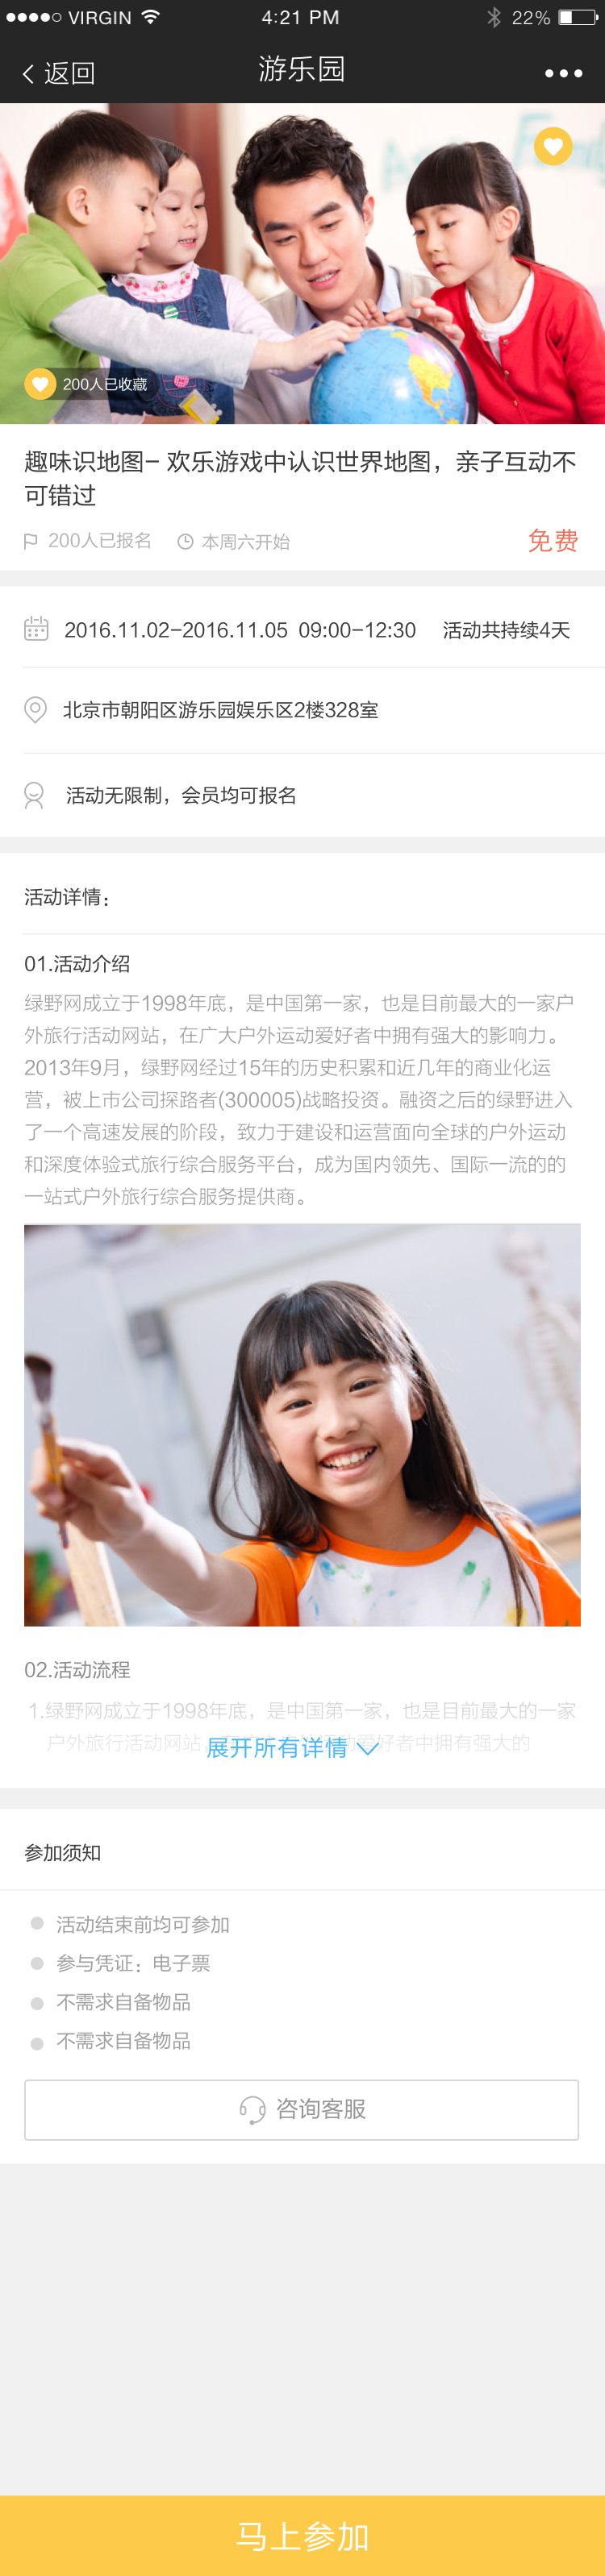 VIRGIN
4:21 PM
22%
返回
游乐园
200人已收藏
趣味识地图- 欢乐游戏中认识世界地图，亲子互动不
可错过
200人已报名 本周六开始 免费
2016.11.02-2016.11.05 09:00-12:30 活动共持续4天
北京市朝阳区游乐园娱乐区2楼328室
活动无限制，会员均可报名
活动详情：
01.活动介绍
绿野网成立于1998年底，是中国第一家，也是目前最大的一家户
外旅行活动网站，在广大户外运动爱好者中拥有强大的影响力。
2013年9月，绿野网经过15年的历史积累和近几年的商业化运
营，被上市公司探路者(300005)战略投资。融资之后的绿野进入
了一个高速发展的阶段，致力于建设和运营面向全球的户外运动
和深度体验式旅行综合服务平台，成为国内领先、国际一流的的
一站式户外旅行综合服务提供商。
02.活动流程
1.绿野网成立于1998年底，是中国第一家，也是目前最大的一家
户外旅行活动网站，爱好者中拥有强大的
展开所有详情
参加须知
活动结束前均可参加
参与凭证：电子票
不需求自备物品
不需求自备物品
咨询客服
马上参加